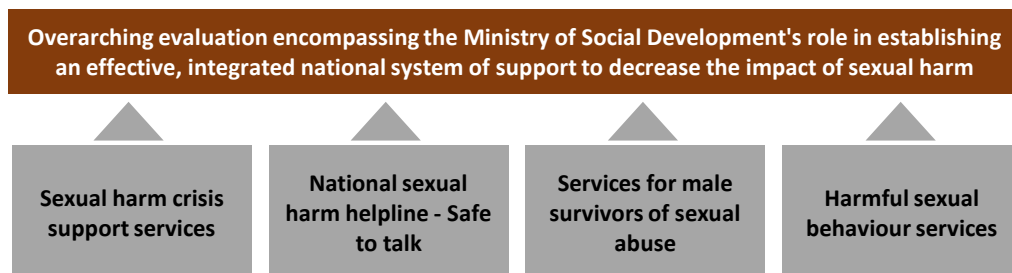 Overarching evaluation encompassing the Ministry of Social Development's role in establishing
an effective, integrated national system of support to decrease the impact of sexual harm
Sexual harm crisis
support services
National sexual
harm helpline - Safe
to talk
Services for male
survivors of sexual
abuse
Harmful sexual
behaviour services